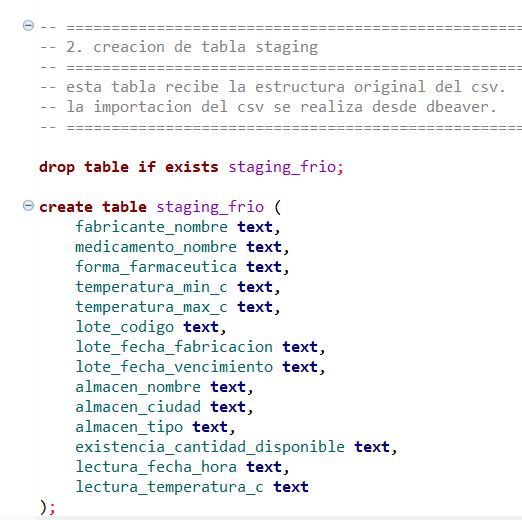 -- =====================================================
-- 2. creacion de tabla staging
-- =====================================================
-- esta tabla recibe la estructura original del csv.
-- la importacion del csv se realiza desde dbeaver.
-- =====================================================
drop table if exists staging_frio;
create table staging_frio (
fabricante_nombre text,
medicamento_nombre text,
forma_farmaceutica text,
temperatura_min_c text,
temperatura_max_c text,
lote_codigo text,
lote_fecha_fabricacion text,
lote_fecha_vencimiento text,
almacen_nombre text,
almacen_ciudad text,
almacen_tipo text,
existencia_cantidad_disponible text,
lectura_fecha_hora text,
lectura_temperatura_c text
);